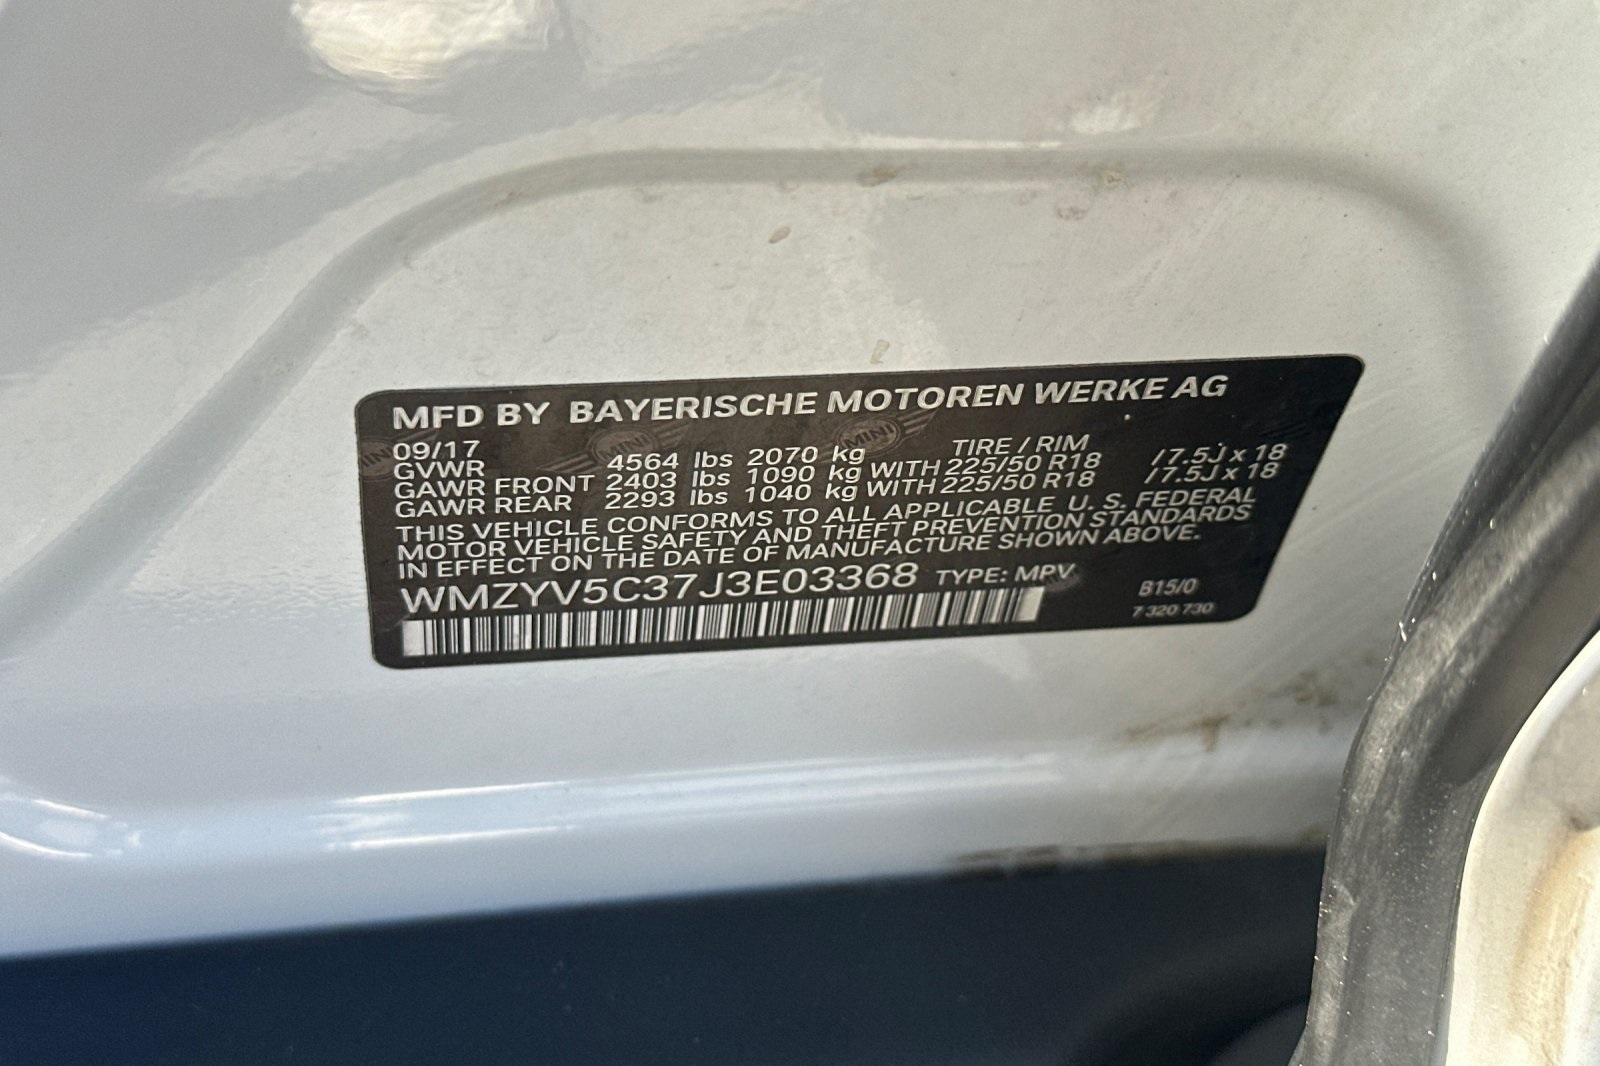 MFD BY BAYERISCHE MOTOREN WERKE AG
09/17 TIRE / RIM
GVWR 4564 lbs 2070 kg
GAWR FRONT 2403 lbs 1090 kg WITH 225/50 R18 /7.5J x 18
GAWR REAR 2293 lbs 1040 kg WITH 225/50 R18 /7.5J x 18
THIS VEHICLE CONFORMS TO ALL APPLICABLE U. S. FEDERAL
MOTOR VEHICLE SAFETY AND THEFT PREVENTION STANDARDS
IN EFFECT ON THE DATE OF MANUFACTURE SHOWN ABOVE.
WMZYV5C37J3E03368 TYPE: MPV
B15/0
7 320 730
MINI
MINI
MINI